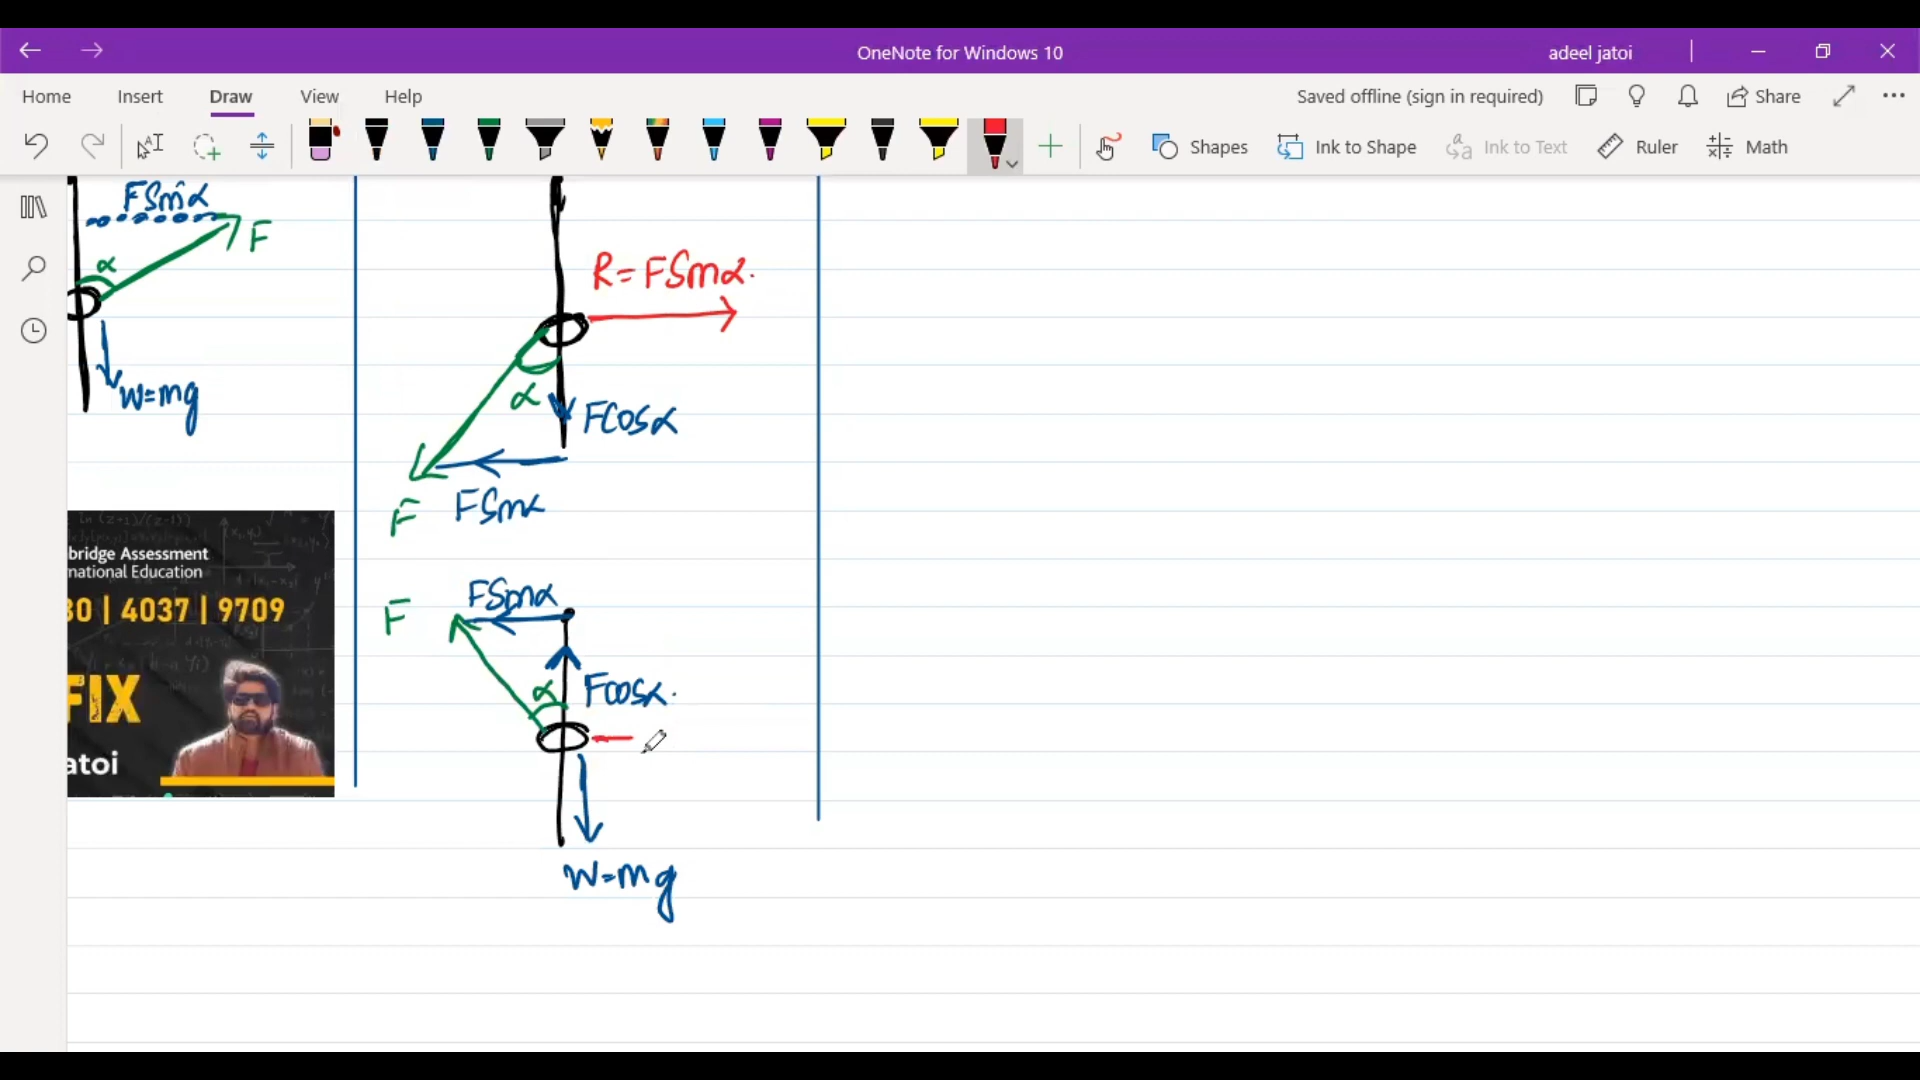 OneNote for Windows 10
adeel jatoi
Home Insert Draw View Help
Saved offline (sign in required)
Share
Shapes
Ink to Shape
Ink to Text
Ruler
Math
FSinα
F
α
W=mg
R=FSinα.
α
FCosα
FSinα
F
FSinα
F
α
FCosα.
W=mg
bridge Assessment
national Education
30 | 4037 | 9709
FIX
atoi